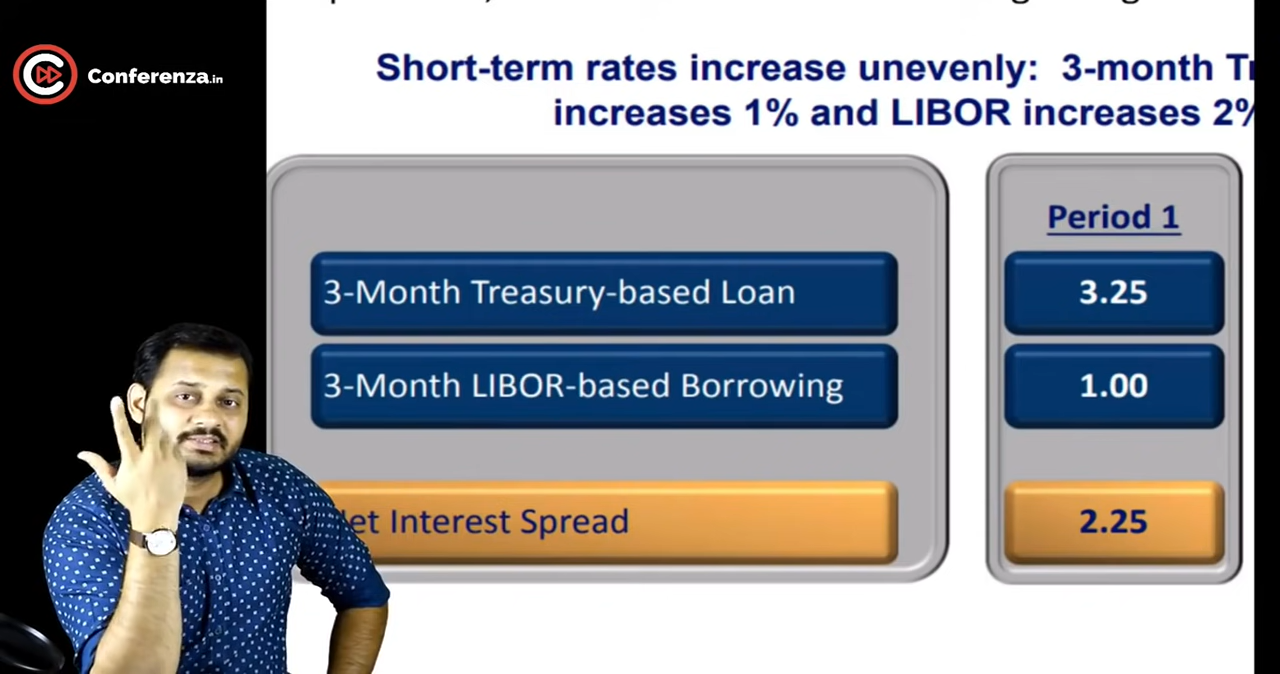 Conferenza.in
Short-term rates increase unevenly: 3-month
increases 1% and LIBOR increases 2%
Period 1
3-Month Treasury-based Loan
3.25
3-Month LIBOR-based Borrowing
1.00
Interest Spread
2.25